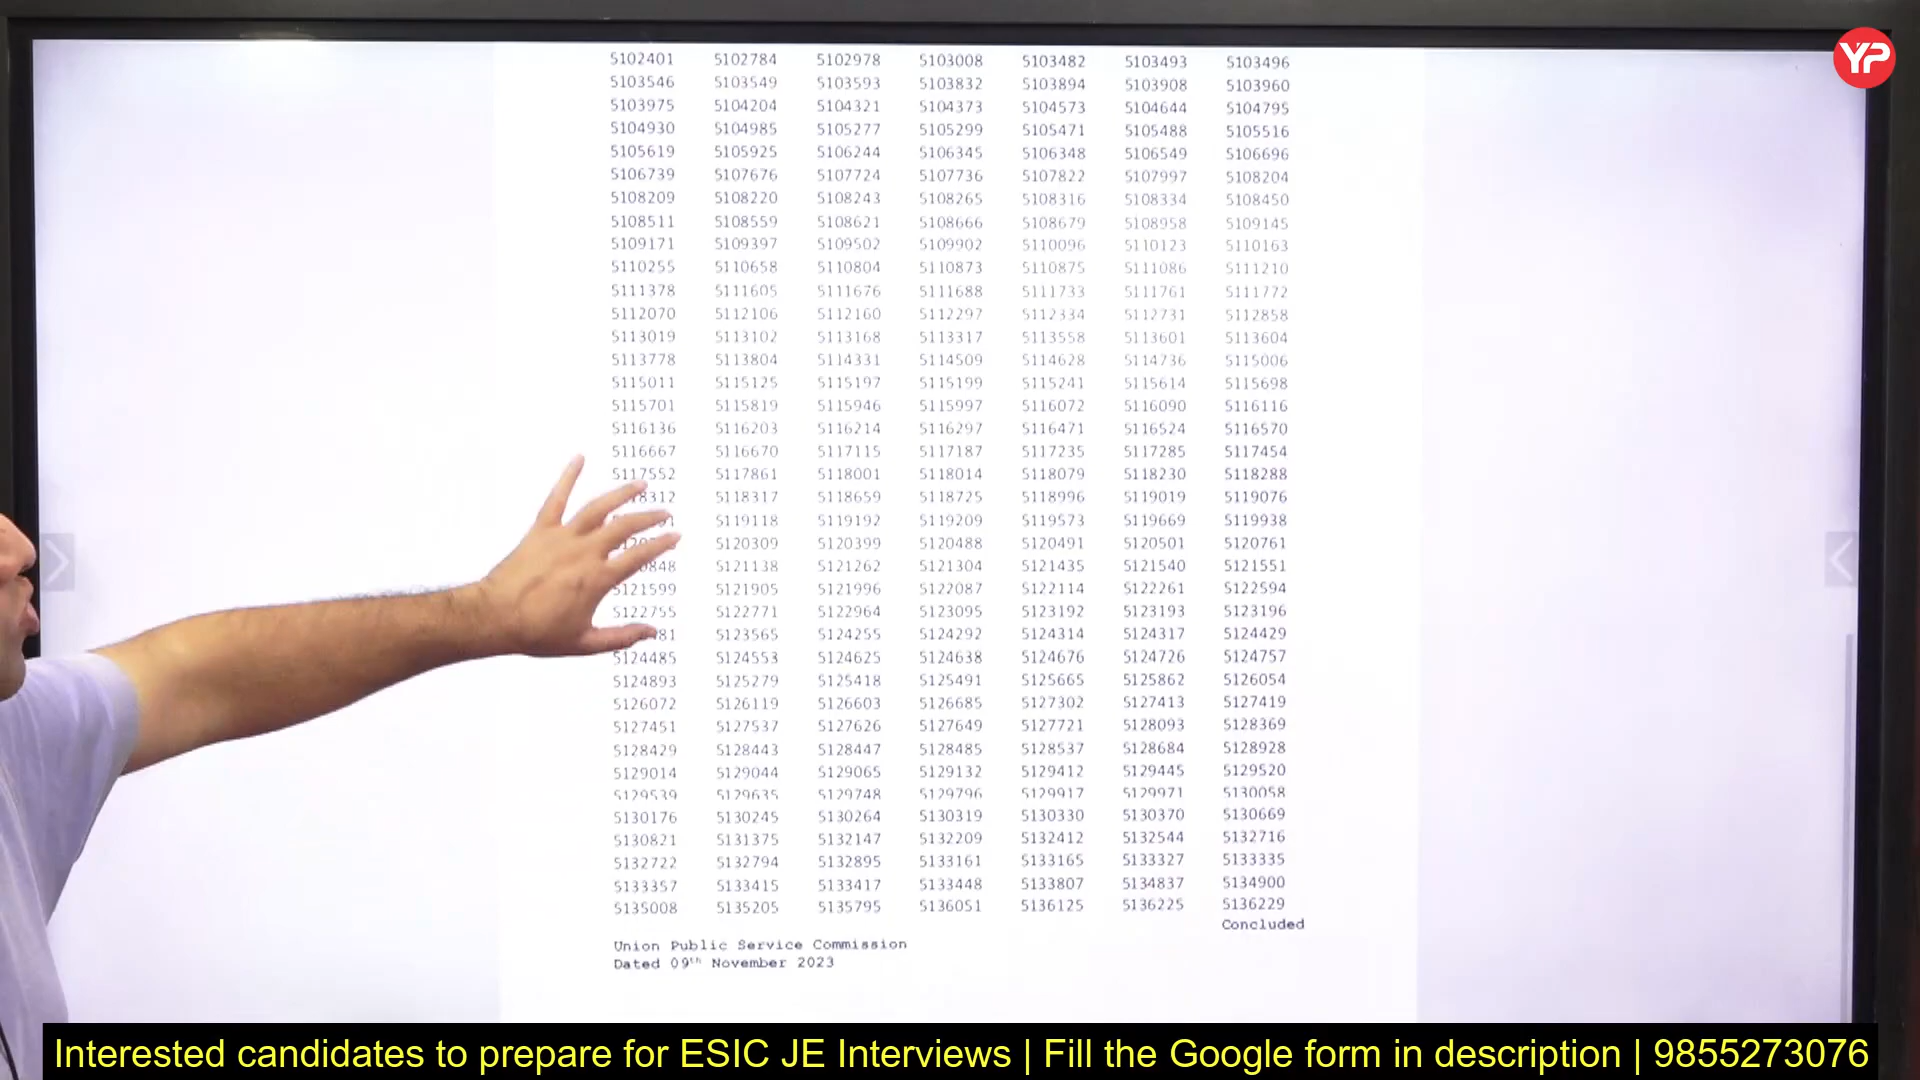 YP
5102401 5102784 5102978 5103008 5103482 5103493 5103496
5103546 5103549 5103593 5103832 5103894 5103908 5103960
5103975 5104204 5104321 5104373 5104573 5104644 5104795
5104930 5104985 5105277 5105299 5105471 5105488 5105516
5105619 5105925 5106244 5106345 5106348 5106549 5106696
5106739 5107676 5107724 5107736 5107822 5107997 5108204
5108209 5108220 5108243 5108265 5108316 5108334 5108450
5108511 5108559 5108621 5108666 5108679 5108958 5109145
5109171 5109397 5109502 5109902 5110096 5110123 5110163
5110255 5110658 5110804 5110873 5110875 5111086 5111210
5111378 5111605 5111676 5111688 5111733 5111761 5111772
5112070 5112106 5112160 5112297 5112334 5112731 5112858
5113019 5113102 5113168 5113317 5113558 5113601 5113604
5113778 5113804 5114331 5114509 5114628 5114736 5115006
5115011 5115125 5115197 5115199 5115241 5115614 5115698
5115701 5115819 5115946 5115997 5116072 5116090 5116116
5116136 5116203 5116214 5116297 5116471 5116524 5116570
5116667 5116670 5117115 5117187 5117235 5117285 5117454
5117552 5117861 5118001 5118014 5118079 5118230 5118288
5118317 5118659 5118725 5118996 5119019 5119076
5119118 5119192 5119209 5119573 5119669 5119938
5120309 5120399 5120488 5120491 5120501 5120761
5121138 5121262 5121304 5121435 5121540 5121551
5121599 5121905 5121996 5122087 5122114 5122261 5122594
5122755 5122771 5122964 5123095 5123192 5123193 5123196
5123565 5124255 5124292 5124314 5124317 5124429
5124485 5124553 5124625 5124638 5124676 5124726 5124757
5124893 5125279 5125418 5125491 5125665 5125862 5126054
5126072 5126119 5126603 5126685 5127302 5127413 5127419
5127451 5127537 5127626 5127649 5127721 5128093 5128369
5128429 5128443 5128447 5128485 5128537 5128684 5128928
5129014 5129044 5129065 5129132 5129412 5129445 5129520
5129539 5129635 5129748 5129796 5129917 5129971 5130058
5130176 5130245 5130264 5130319 5130330 5130370 5130669
5130821 5131375 5132147 5132209 5132412 5132544 5132716
5132722 5132794 5132895 5133161 5133165 5133327 5133335
5133357 5133415 5133417 5133448 5133807 5134837 5134900
5135008 5135205 5135795 5136051 5136125 5136225 5136229
Concluded
Union Public Service Commission
Dated 09th November 2023
Interested candidates to prepare for ESIC JE Interviews | Fill the Google form in description | 9855273076